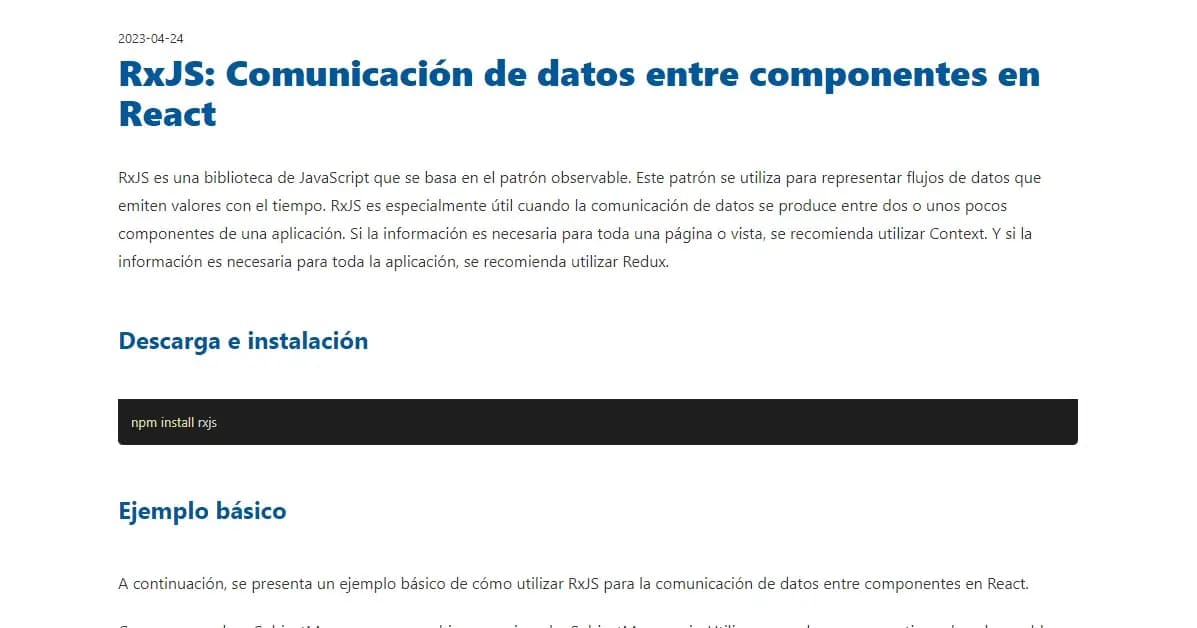 2023-04-24
RxJS: Comunicación de datos entre componentes en
React
RxJS es una biblioteca de JavaScript que se basa en el patrón observable. Este patrón se utiliza para representar flujos de datos que
emiten valores con el tiempo. RxJS es especialmente útil cuando la comunicación de datos se produce entre dos o unos pocos
componentes de una aplicación. Si la información es necesaria para toda una página o vista, se recomienda utilizar Context. Y si la
información es necesaria para toda la aplicación, se recomienda utilizar Redux.
Descarga e instalación
npm install rxjs
Ejemplo básico
A continuación, se presenta un ejemplo básico de cómo utilizar RxJS para la comunicación de datos entre componentes en React.